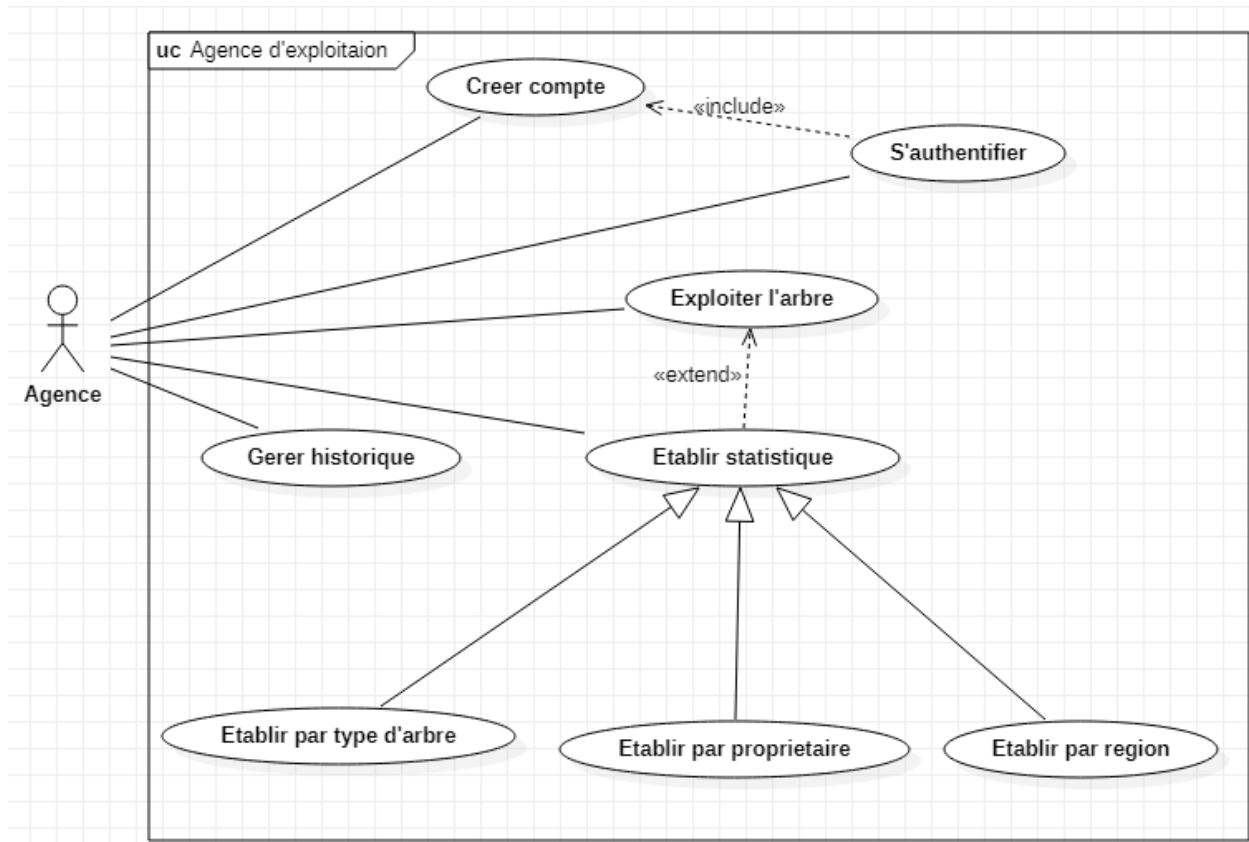 uc Agence d'exploitaion
Creer compte
«include»
S'authentifier
Exploiter l'arbre
«extend»
Agence
Gerer historique
Etablir statistique
Etablir par type d'arbre
Etablir par proprietaire
Etablir par region